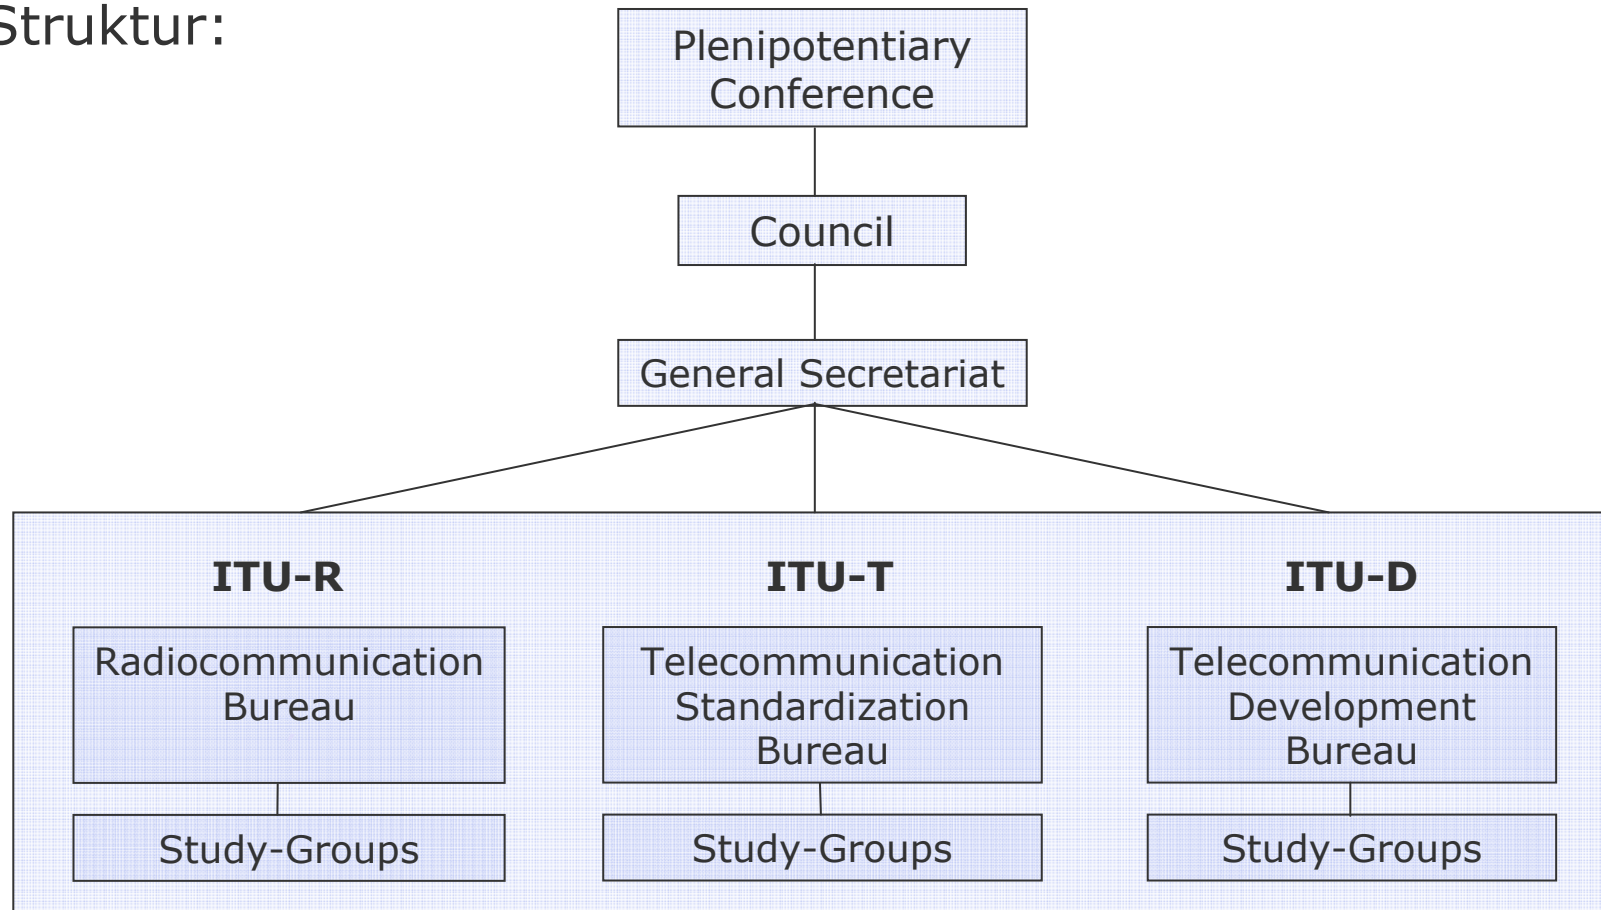 Struktur:
Plenipotentiary
Conference
Council
General Secretariat
ITU-R
ITU-T
ITU-D
Radiocommunication
Bureau
Telecommunication
Standardization
Bureau
Telecommunication
Development
Bureau
Study-Groups
Study-Groups
Study-Groups